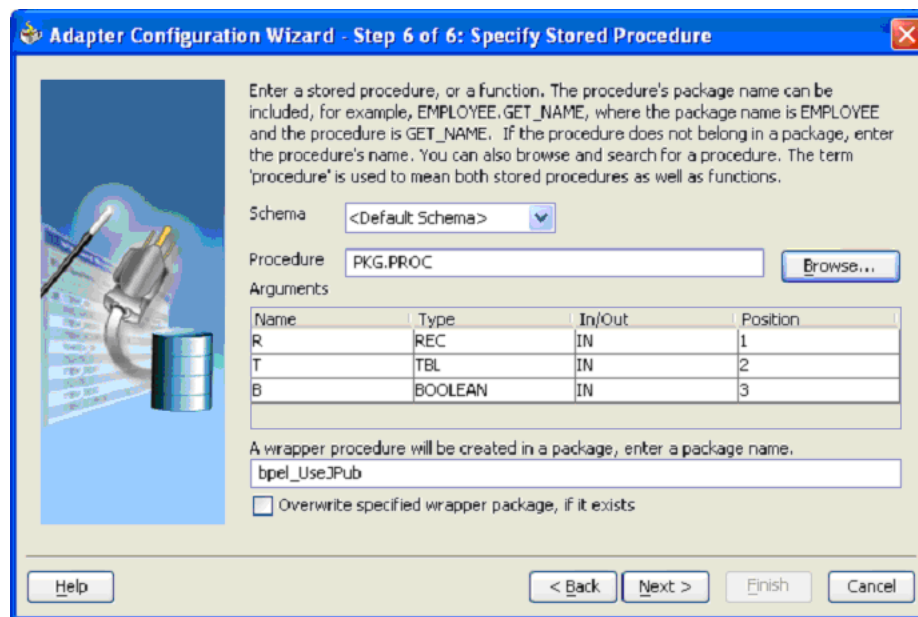 Adapter Configuration Wizard - Step 6 of 6: Specify Stored Procedure
Enter a stored procedure, or a function. The procedure's package name can be
included, for example, EMPLOYEE.GET_NAME, where the package name is EMPLOYEE
and the procedure is GET_NAME. If the procedure does not belong in a package, enter
the procedure's name. You can also browse and search for a procedure. The term
'procedure' is used to mean both stored procedures as well as functions.
Schema <Default Schema>
Procedure PKG.PROC Browse...
Arguments
Name Type In/Out Position
R REC IN 1
T TBL IN 2
B BOOLEAN IN 3
A wrapper procedure will be created in a package, enter a package name.
bpel_UseJPub
Overwrite specified wrapper package, if it exists
Help < Back Next > Finish Cancel